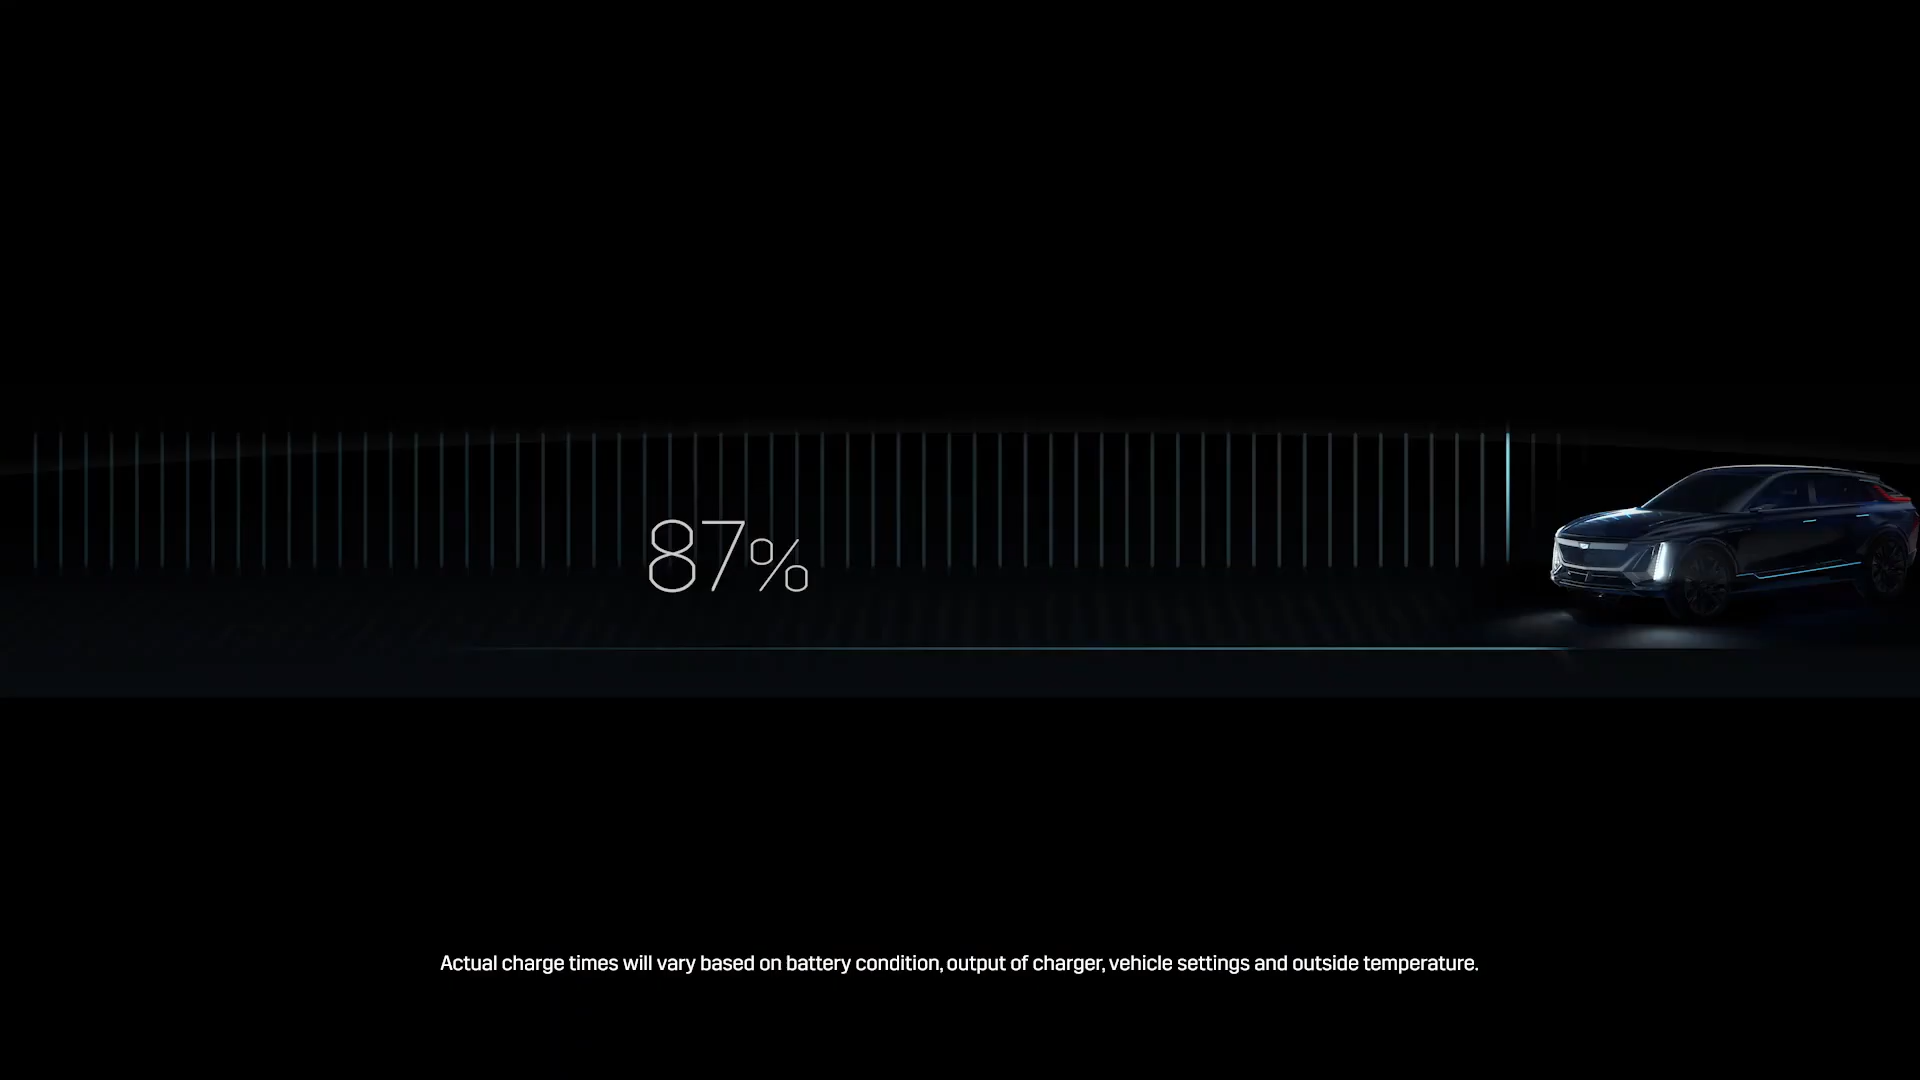 87%
Actual charge times will vary based on battery condition, output of charger, vehicle settings and outside temperature.